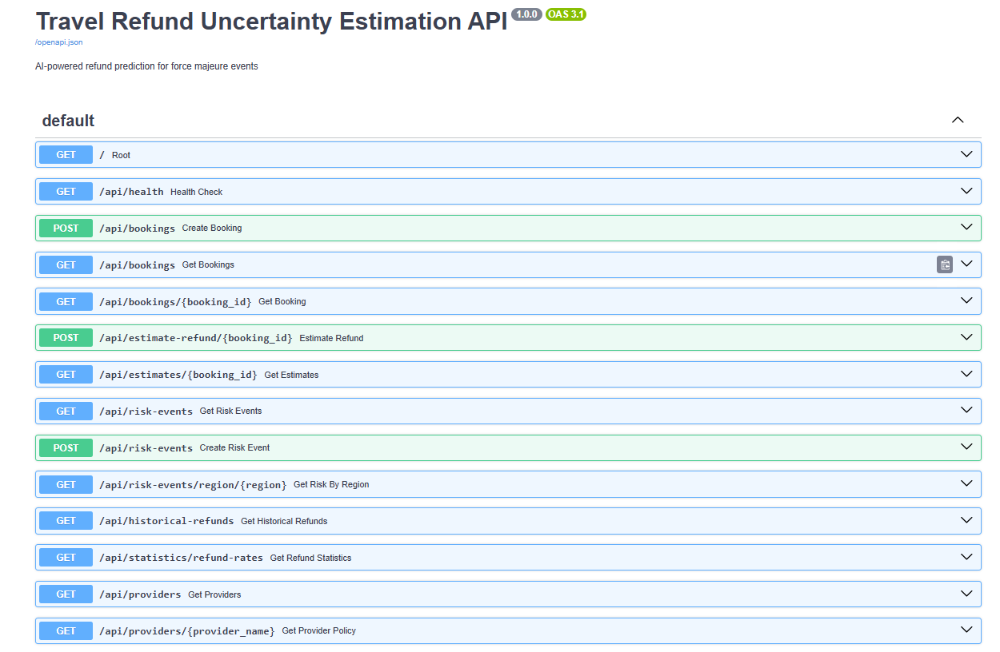 Travel Refund Uncertainty Estimation API 1.0.0 OAS 3.1
/openapi.json
AI-powered refund prediction for force majeure events
default
GET / Root
GET /api/health Health Check
POST /api/bookings Create Booking
GET /api/bookings Get Bookings
GET /api/bookings/{booking_id} Get Booking
POST /api/estimate-refund/{booking_id} Estimate Refund
GET /api/estimates/{booking_id} Get Estimates
GET /api/risk-events Get Risk Events
POST /api/risk-events Create Risk Event
GET /api/risk-events/region/{region} Get Risk By Region
GET /api/historical-refunds Get Historical Refunds
GET /api/statistics/refund-rates Get Refund Statistics
GET /api/providers Get Providers
GET /api/providers/{provider_name} Get Provider Policy